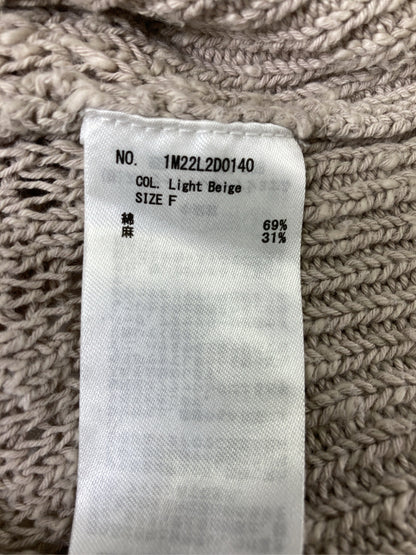 NO. 1M22L2D0140
COL. Light Beige
SIZE F
綿 69%
麻 31%